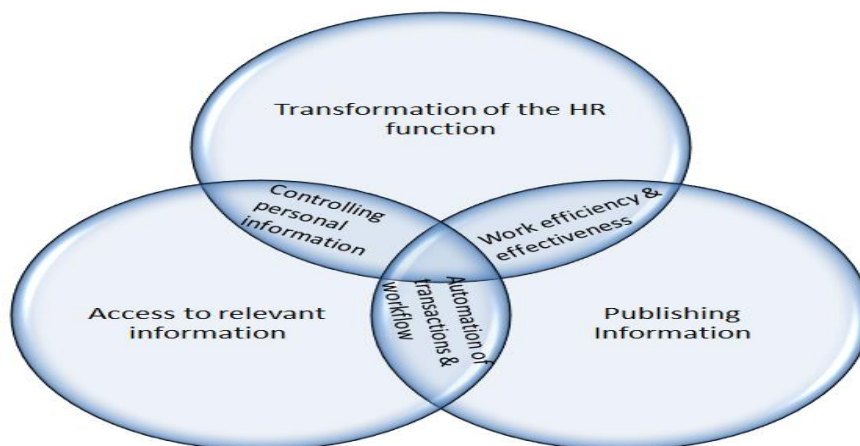 Transformation of the HR
function
Controlling
personal
information
Work efficiency &
effectiveness
Access to relevant
information
Automation of
transactions &
workflow
Publishing
Information